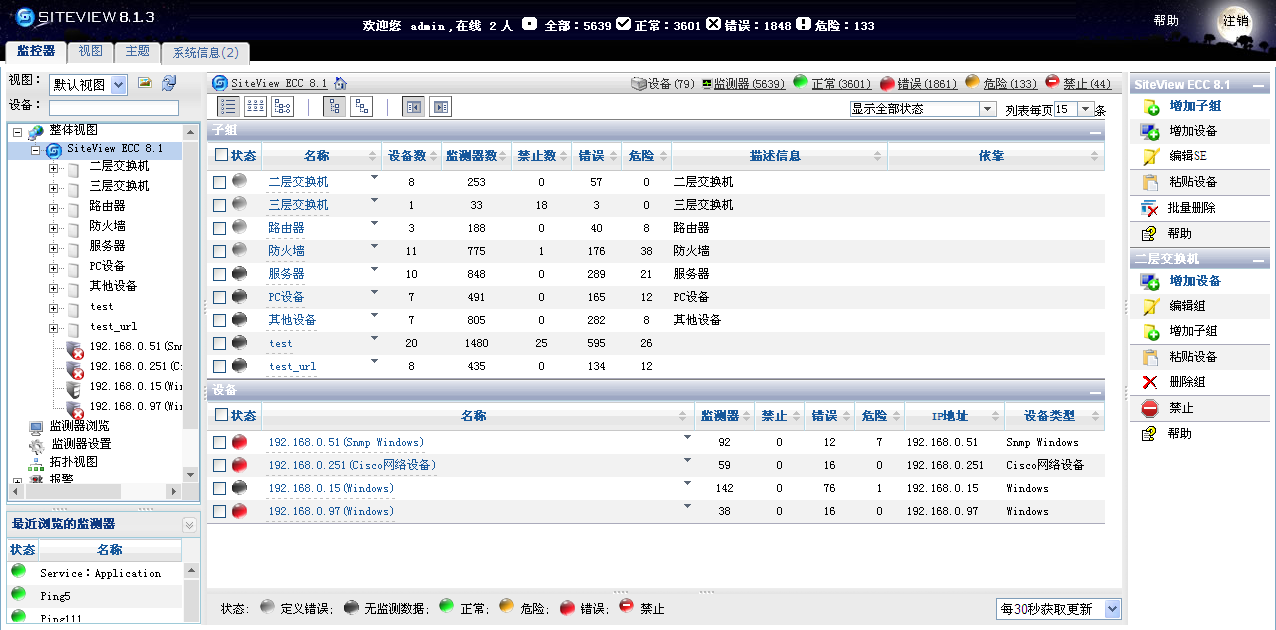 SITEVIEW 8.1.3
欢迎您 admin,在线 2 人 全部：5639 正常：3601 错误：1848 危险：133
帮助 注销
监控器 视图 主题 系统信息(2)
视图： 默认视图
设备：
整体视图
SiteView ECC 8.1
二层交换机
三层交换机
路由器
防火墙
服务器
PC设备
其他设备
test
test_url
192.168.0.51(Snm
192.168.0.251(C:
192.168.0.15(Win
192.168.0.97(Win
监测器浏览
监测器设置
拓扑视图
报警
最近浏览的监测器
状态 名称
Service：Application
Ping5
Ping111
SiteView ECC 8.1 设备(79) 监测器(5639) 正常(3601) 错误(1861) 危险(133) 禁止(44)
显示全部状态 列表每页 15 条
子组
状态 名称 设备数 监测器数 禁止数 错误 危险 描述信息 依靠
二层交换机 8 253 0 57 0 二层交换机
三层交换机 1 33 18 3 0 三层交换机
路由器 3 188 0 40 8 路由器
防火墙 11 775 1 176 38 防火墙
服务器 10 848 0 289 21 服务器
PC设备 7 491 0 165 12 PC设备
其他设备 7 805 0 282 8 其他设备
test 20 1480 25 595 26
test_url 8 435 0 134 12
设备
状态 名称 监测器 禁止 错误 危险 IP地址 设备类型
192.168.0.51(Snmp Windows) 92 0 12 7 192.168.0.51 Snmp Windows
192.168.0.251(Cisco网络设备) 59 0 16 0 192.168.0.251 Cisco网络设备
192.168.0.15(Windows) 142 0 76 1 192.168.0.15 Windows
192.168.0.97(Windows) 38 0 16 0 192.168.0.97 Windows
状态: 定义错误; 无监测数据; 正常; 危险; 错误; 禁止
每30秒获取更新
SiteView ECC 8.1
增加子组
增加设备
编辑SE
粘贴设备
批量删除
帮助
二层交换机
增加设备
编辑组
增加子组
粘贴设备
删除组
禁止
帮助